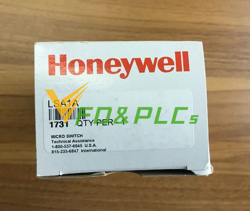 Honeywell
LSA1A
VFD&PLCs
1731 QTY PER 1
MICRO SWITCH
Technical Assistance
1-800-537-6945 U.S.A.
815-235-6847 International